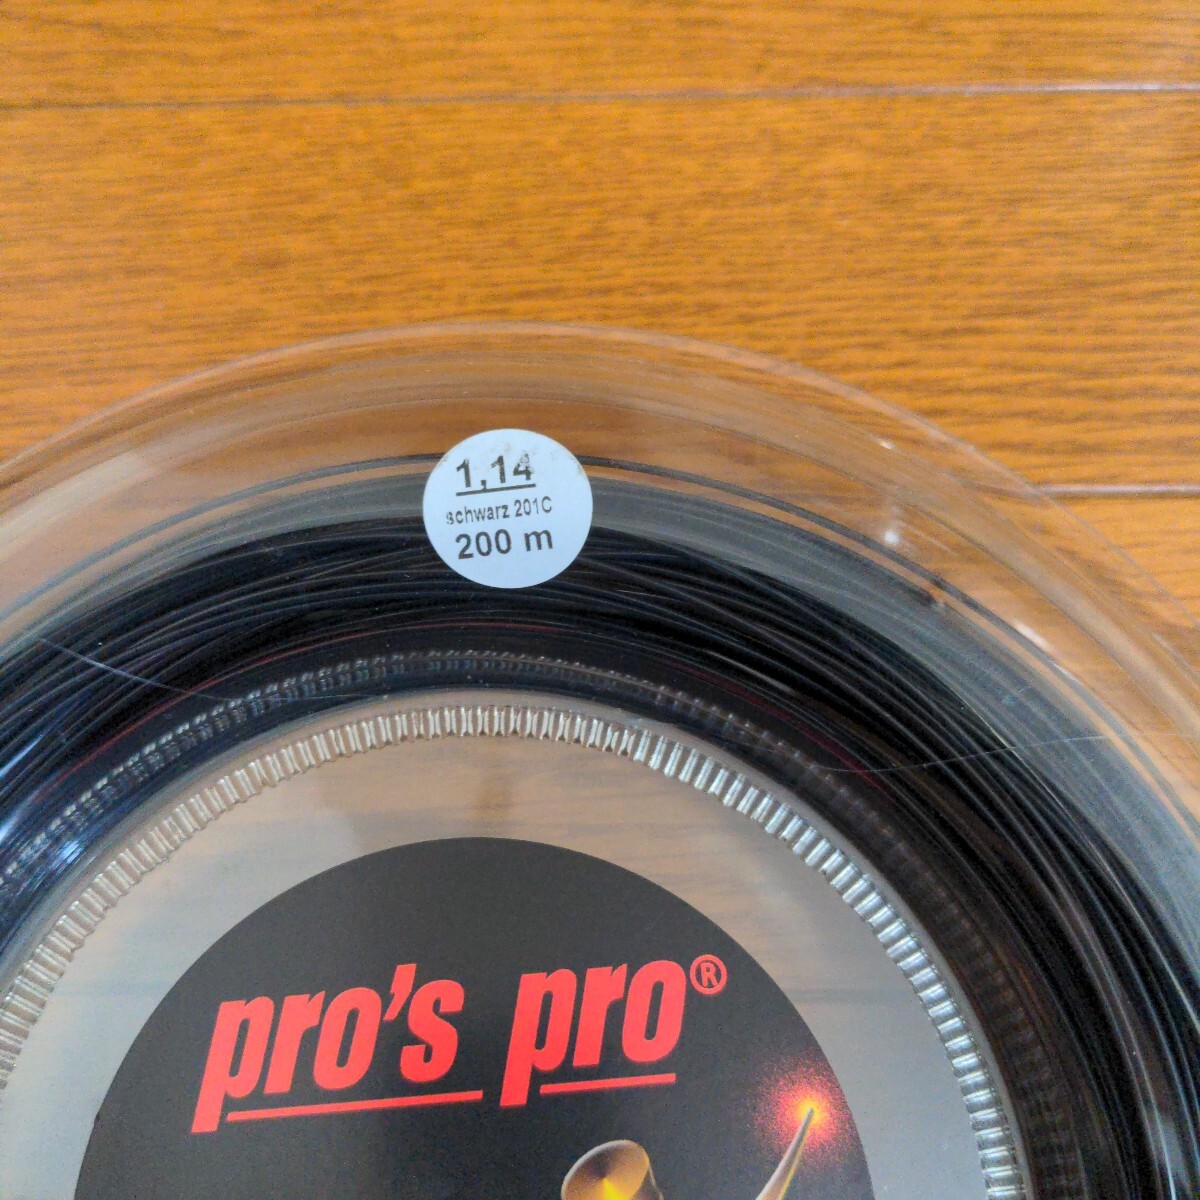 1,14
schwarz 201C
200 m
pro's pro®